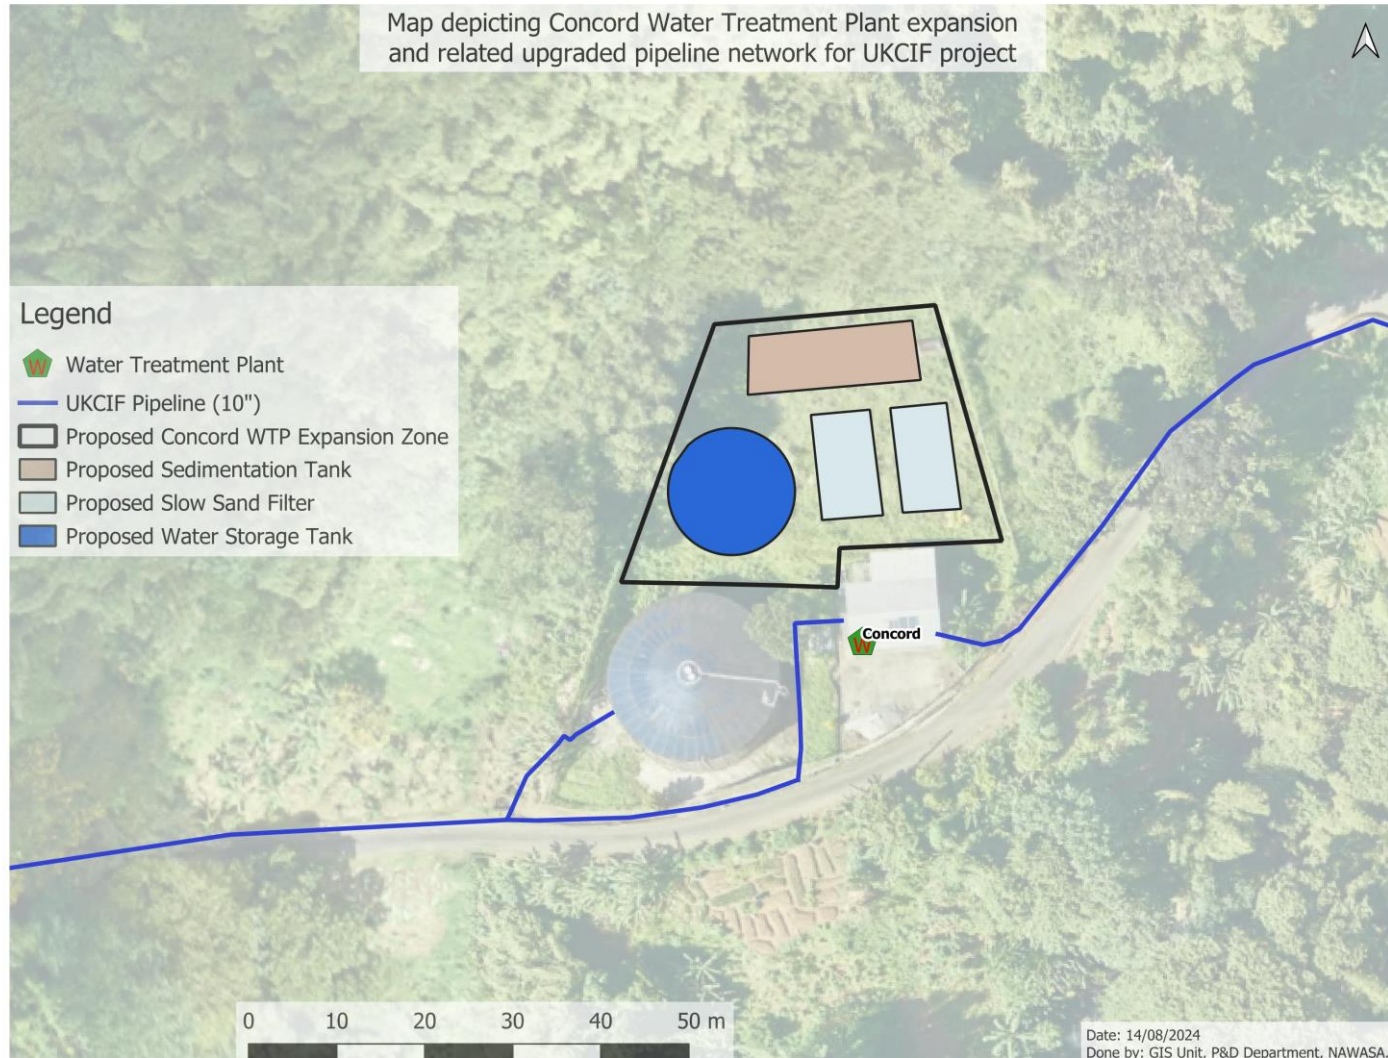 Map depicting Concord Water Treatment Plant expansion
and related upgraded pipeline network for UKCIF project
Legend
W Water Treatment Plant
UKCIF Pipeline (10")
Proposed Concord WTP Expansion Zone
Proposed Sedimentation Tank
Proposed Slow Sand Filter
Proposed Water Storage Tank
Concord
W
0 10 20 30 40 50 m
Date: 14/08/2024
Done by: GIS Unit, P&D Department, NAWASA